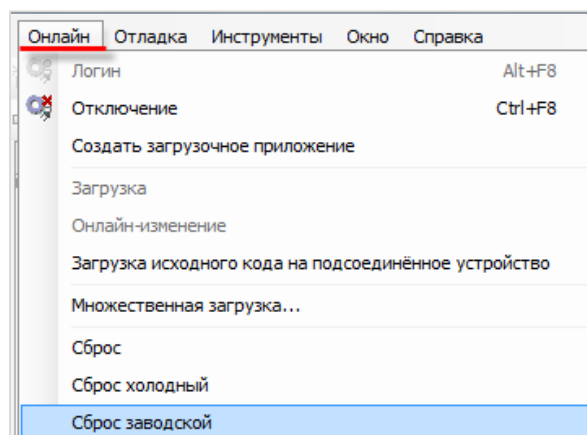 Онлайн Отладка Инструменты Окно Справка
Логин Alt+F8
Отключение Ctrl+F8
Создать загрузочное приложение
Загрузка
Онлайн-изменение
Загрузка исходного кода на подсоединённое устройство
Множественная загрузка...
Сброс
Сброс холодный
Сброс заводской